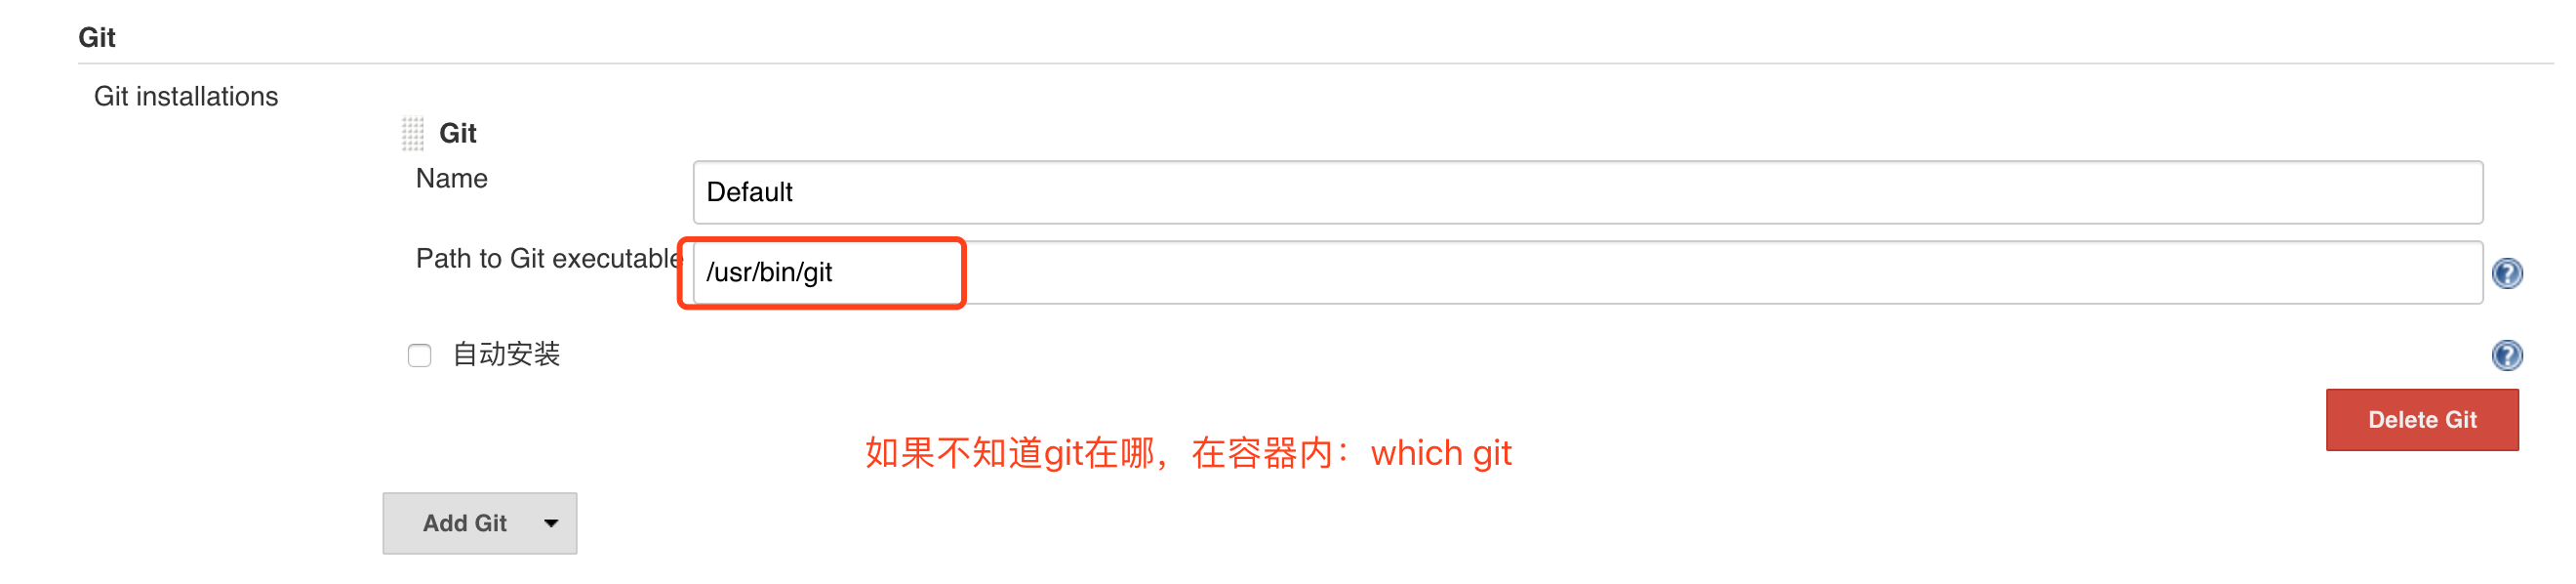 Git
Git installations
Git
Name
Default
Path to Git executable
/usr/bin/git
自动安装
Delete Git
如果不知道git在哪，在容器内：which git
Add Git